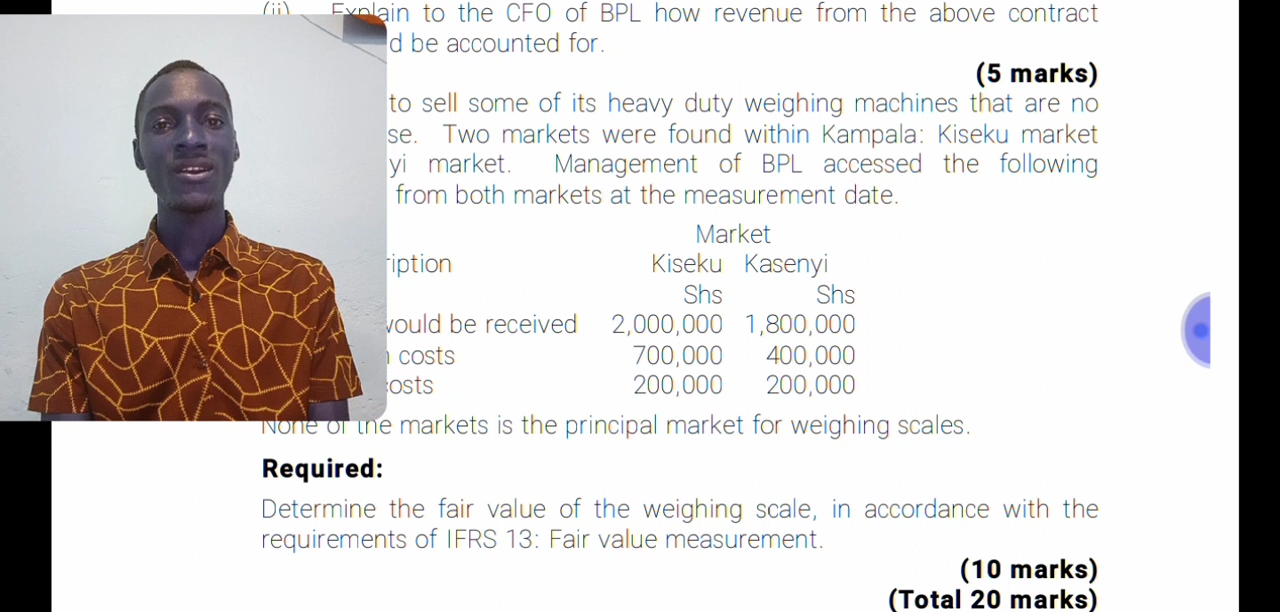 (ii) Explain to the CFO of BPL how revenue from the above contract
d be accounted for.
(5 marks)
to sell some of its heavy duty weighing machines that are no
se. Two markets were found within Kampala: Kiseku market
yi market. Management of BPL accessed the following
from both markets at the measurement date.
Market
ription Kiseku Kasenyi
Shs Shs
would be received 2,000,000 1,800,000
n costs 700,000 400,000
costs 200,000 200,000
None of the markets is the principal market for weighing scales.
Required:
Determine the fair value of the weighing scale, in accordance with the
requirements of IFRS 13: Fair value measurement.
(10 marks)
(Total 20 marks)